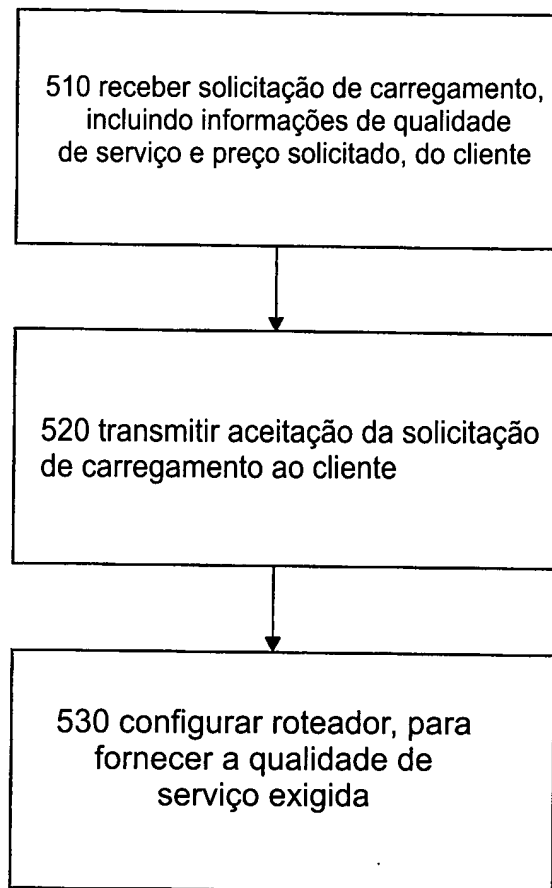 510 receber solicitação de carregamento,
incluindo informações de qualidade
de serviço e preço solicitado, do cliente
520 transmitir aceitação da solicitação
de carregamento ao cliente
530 configurar roteador, para
fornecer a qualidade de
serviço exigida